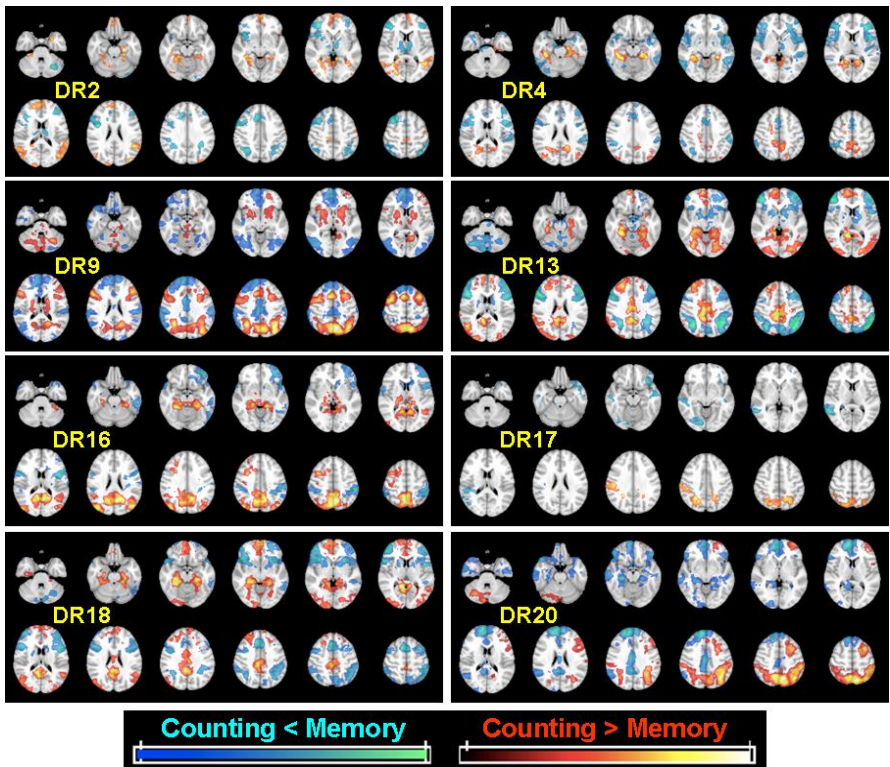 DR2
DR4
DR9
DR13
DR16
DR17
DR18
DR20
Counting < Memory
Counting > Memory